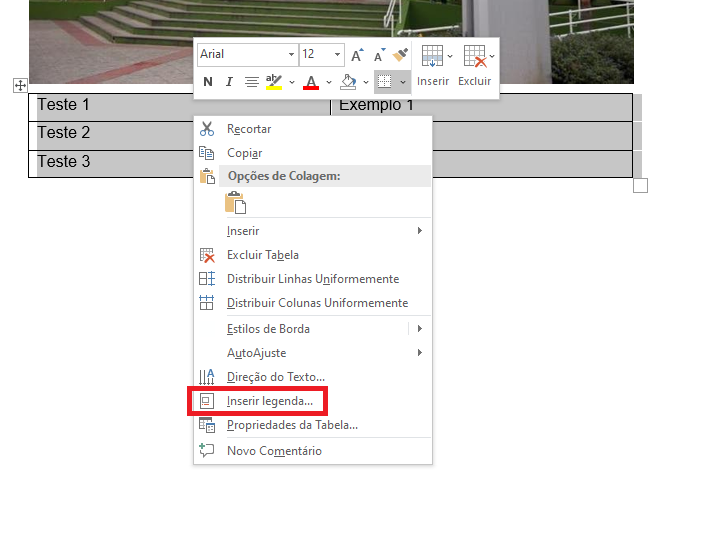 Arial 12
N I ab A Inserir Excluir
Teste 1 Exemplo 1
Teste 2
Teste 3
Recortar
Copiar
Opções de Colagem:
Inserir
Excluir Tabela
Distribuir Linhas Uniformemente
Distribuir Colunas Uniformemente
Estilos de Borda
AutoAjuste
Direção do Texto...
Inserir legenda...
Propriedades da Tabela...
Novo Comentário